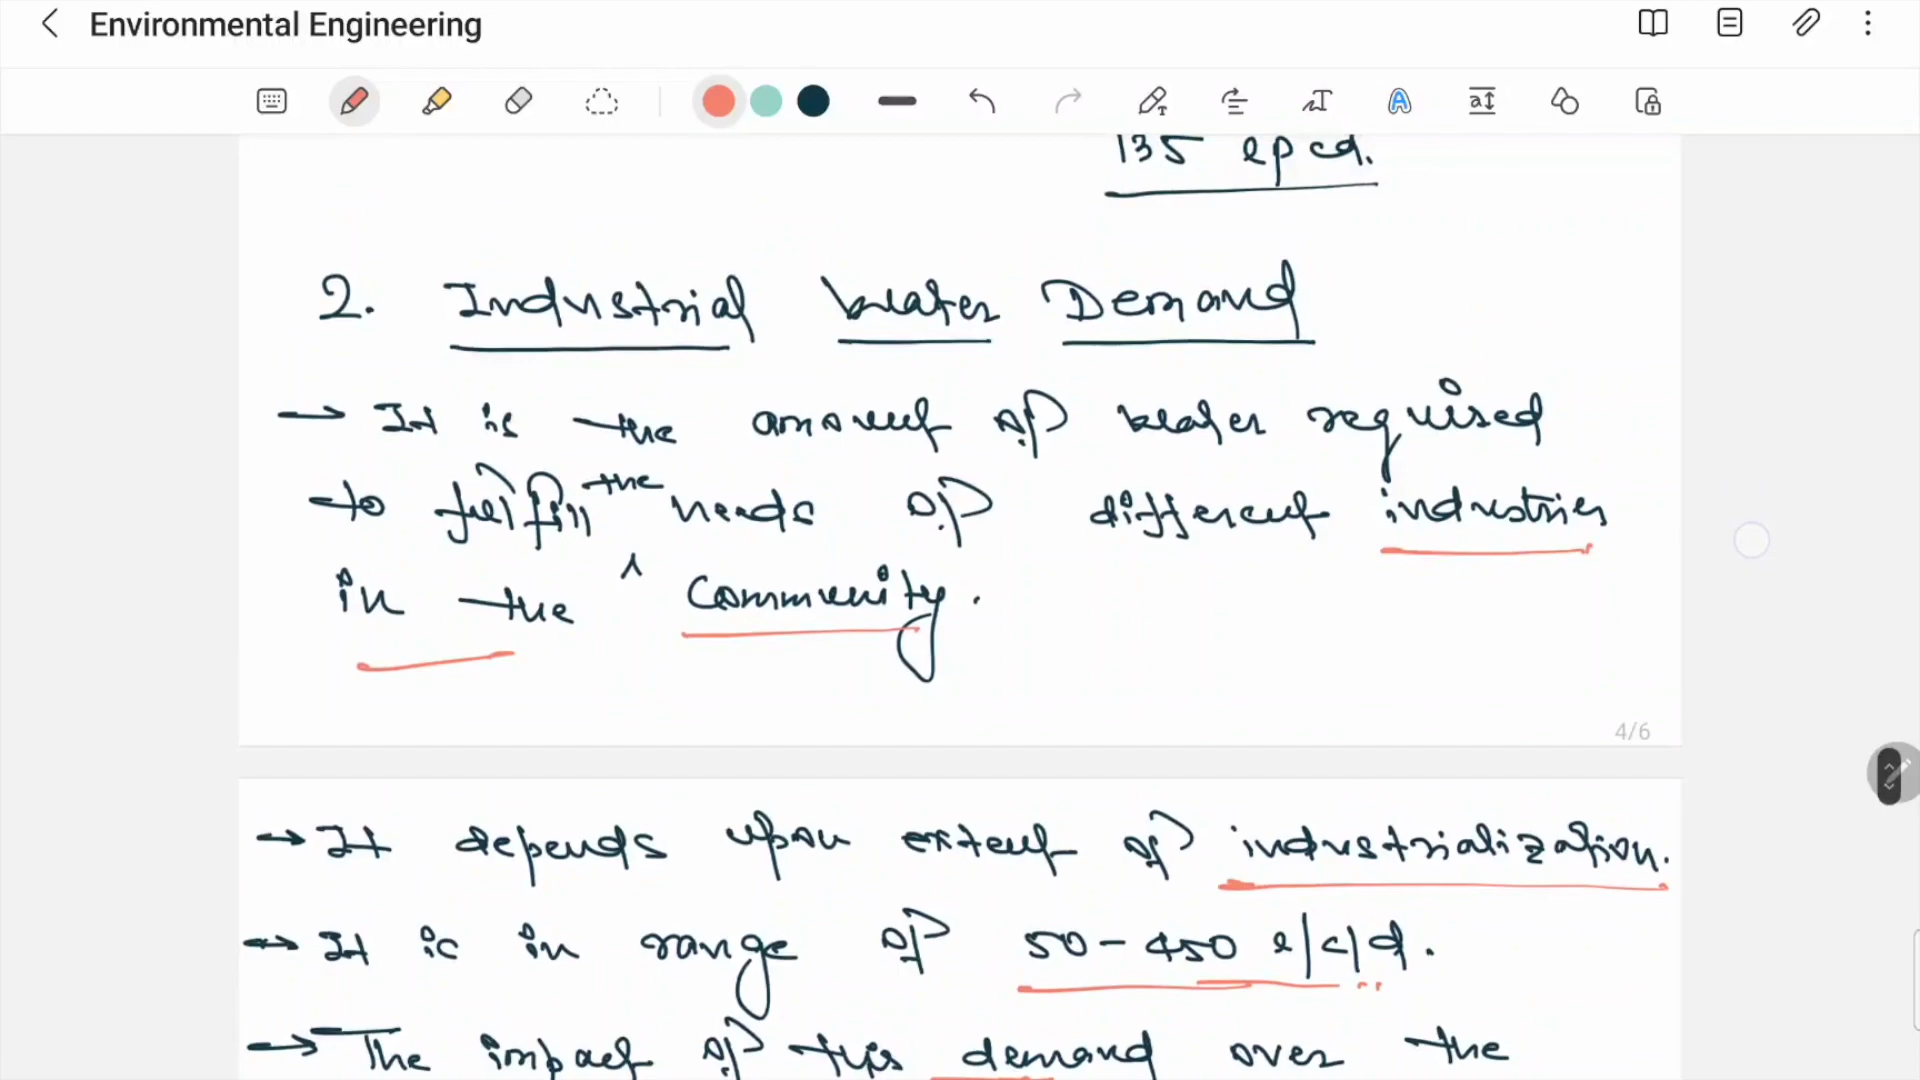 Environmental Engineering
135 lpcd.
2. Industrial Water Demand
→ It is the amount of water required
to fulfill the needs of different industries
in the community.
4/6
→ It depends upon extent of industrialization.
→ It is in range of 50-450 l/c/d.
→ The impact of this demand over the